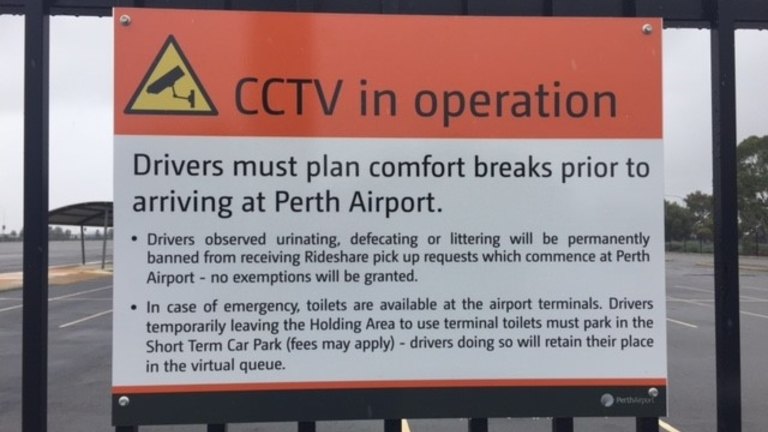 CCTV in operation
Drivers must plan comfort breaks prior to
arriving at Perth Airport.
• Drivers observed urinating, defecating or littering will be permanently
banned from receiving Rideshare pick up requests which commence at Perth
Airport - no exemptions will be granted.
• In case of emergency, toilets are available at the airport terminals. Drivers
temporarily leaving the Holding Area to use terminal toilets must park in the
Short Term Car Park (fees may apply) - drivers doing so will retain their place
in the virtual queue.
PerthAirport